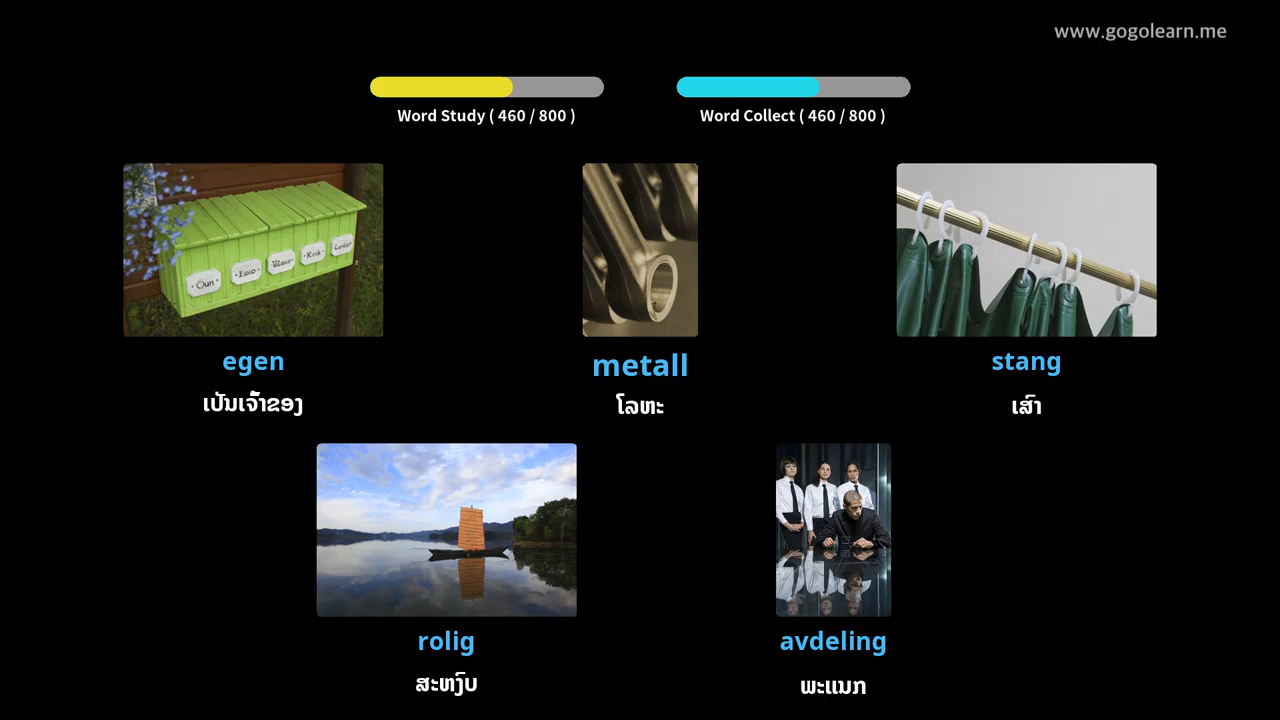 www.gogolearn.me
Word Study ( 460 / 800 )
Word Collect ( 460 / 800 )
egen
ເປັນເຈົ້າຂອງ
metall
ໂລຫະ
stang
ເສົາ
rolig
ສະຫງົບ
avdeling
ພະແນກ